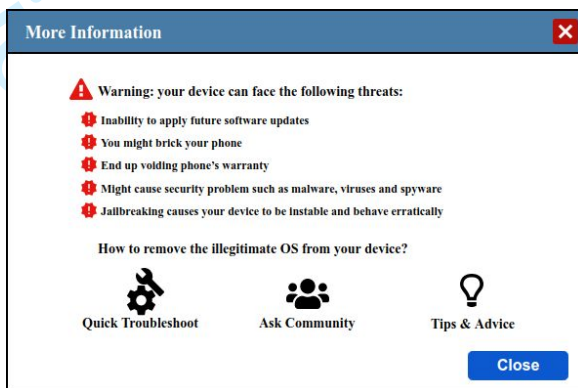 More Information
Warning: your device can face the following threats:
Inability to apply future software updates
You might brick your phone
End up voiding phone's warranty
Might cause security problem such as malware, viruses and spyware
Jailbreaking causes your device to be instable and behave erratically
How to remove the illegitimate OS from your device?
Quick Troubleshoot
Ask Community
Tips & Advice
Close